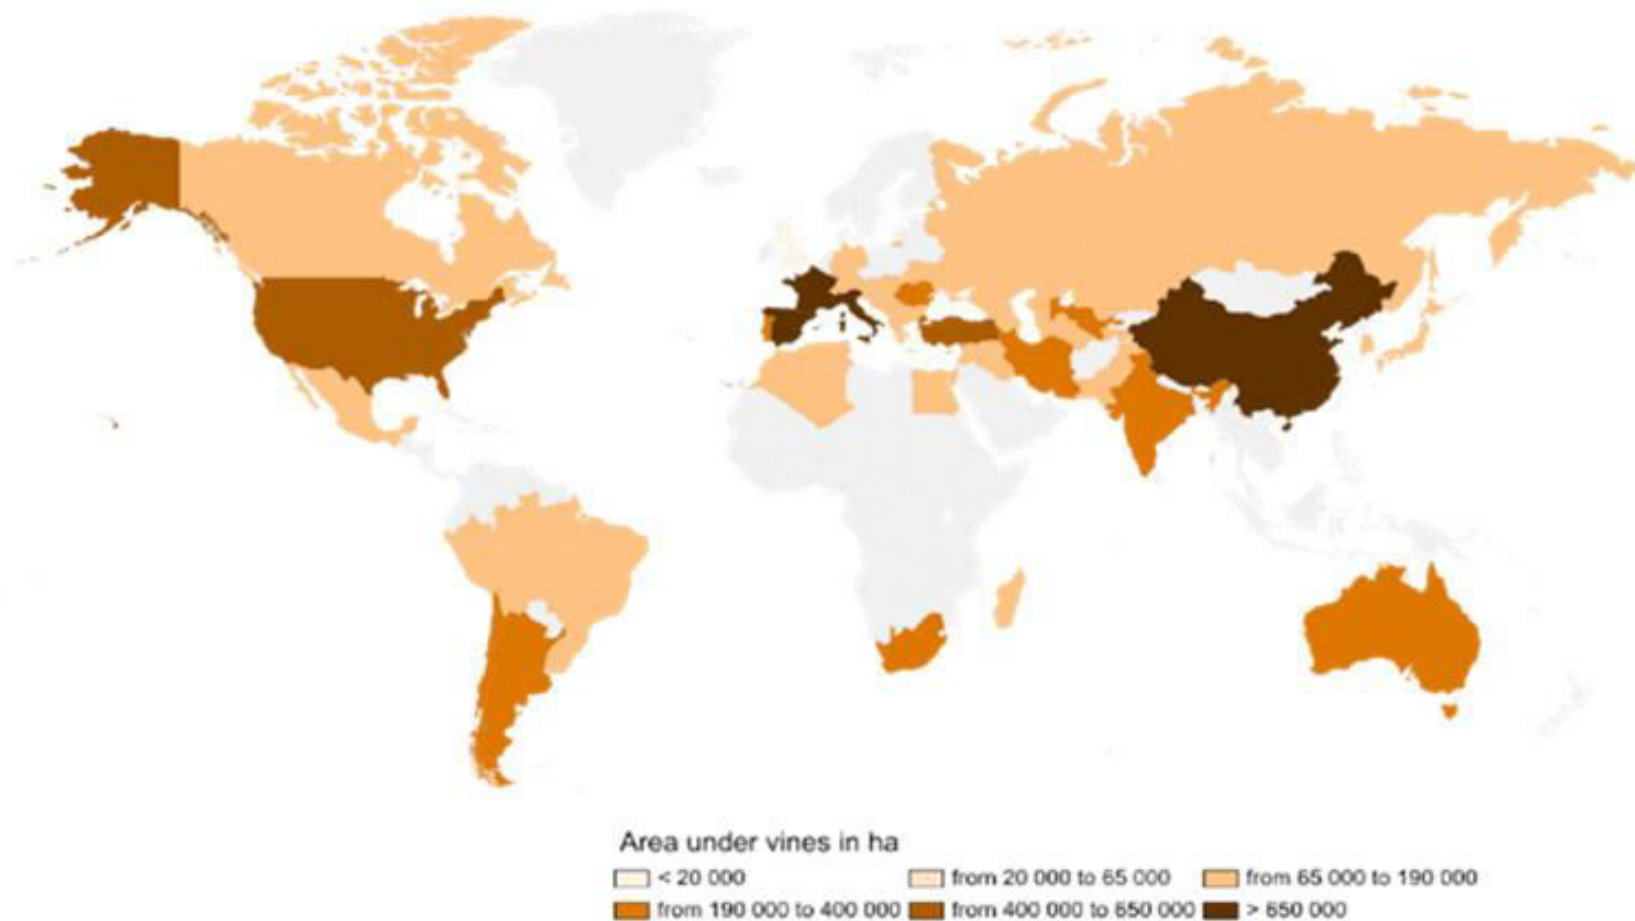 Area under vines in ha
< 20 000 from 20 000 to 65 000 from 65 000 to 190 000
from 190 000 to 400 000 from 400 000 to 650 000 > 650 000